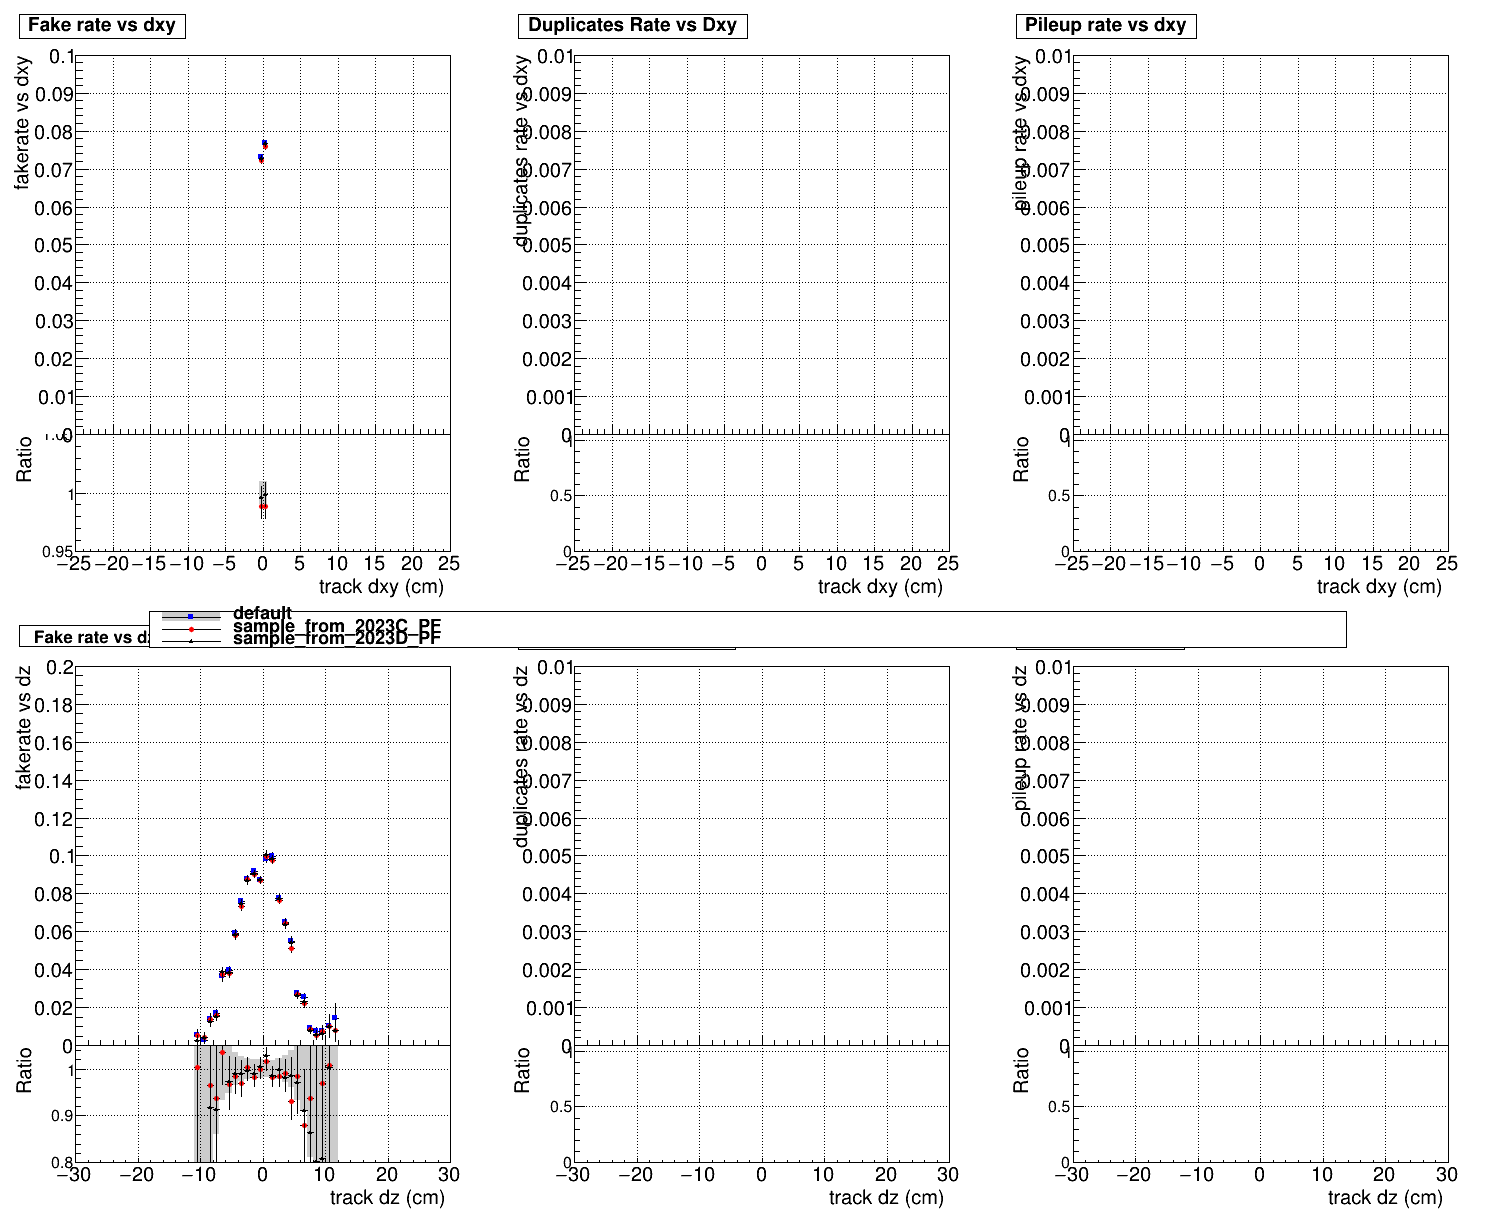 Fake rate vs dxy
Duplicates Rate vs Dxy
Pileup rate vs dxy
fakerate vs dxy
0.1
0.09
0.08
0.07
0.06
0.05
0.04
0.03
0.02
0.01
0
Ratio
1
0.95
−25 −20 −15 −10 −5 0 5 10 15 20 25
track dxy (cm)
duplicates rate vs dxy
0.01
0.009
0.008
0.007
0.006
0.005
0.004
0.003
0.002
0.001
0
Ratio
1
0.5
0
−25 −20 −15 −10 −5 0 5 10 15 20 25
track dxy (cm)
pileup rate vs dxy
0.01
0.009
0.008
0.007
0.006
0.005
0.004
0.003
0.002
0.001
0
Ratio
1
0.5
0
−25 −20 −15 −10 −5 0 5 10 15 20 25
track dxy (cm)
default
sample_from_2023C_PF
sample_from_2023D_PF
Fake rate vs
fakerate vs dz
0.2
0.18
0.16
0.14
0.12
0.1
0.08
0.06
0.04
0.02
0
Ratio
1
0.9
0.8
−30 −20 −10 0 10 20 30
track dz (cm)
duplicates rate vs dz
0.01
0.009
0.008
0.007
0.006
0.005
0.004
0.003
0.002
0.001
0
Ratio
1
0.5
0
−30 −20 −10 0 10 20 30
track dz (cm)
pileup rate vs dz
0.01
0.009
0.008
0.007
0.006
0.005
0.004
0.003
0.002
0.001
0
Ratio
1
0.5
0
−30 −20 −10 0 10 20 30
track dz (cm)